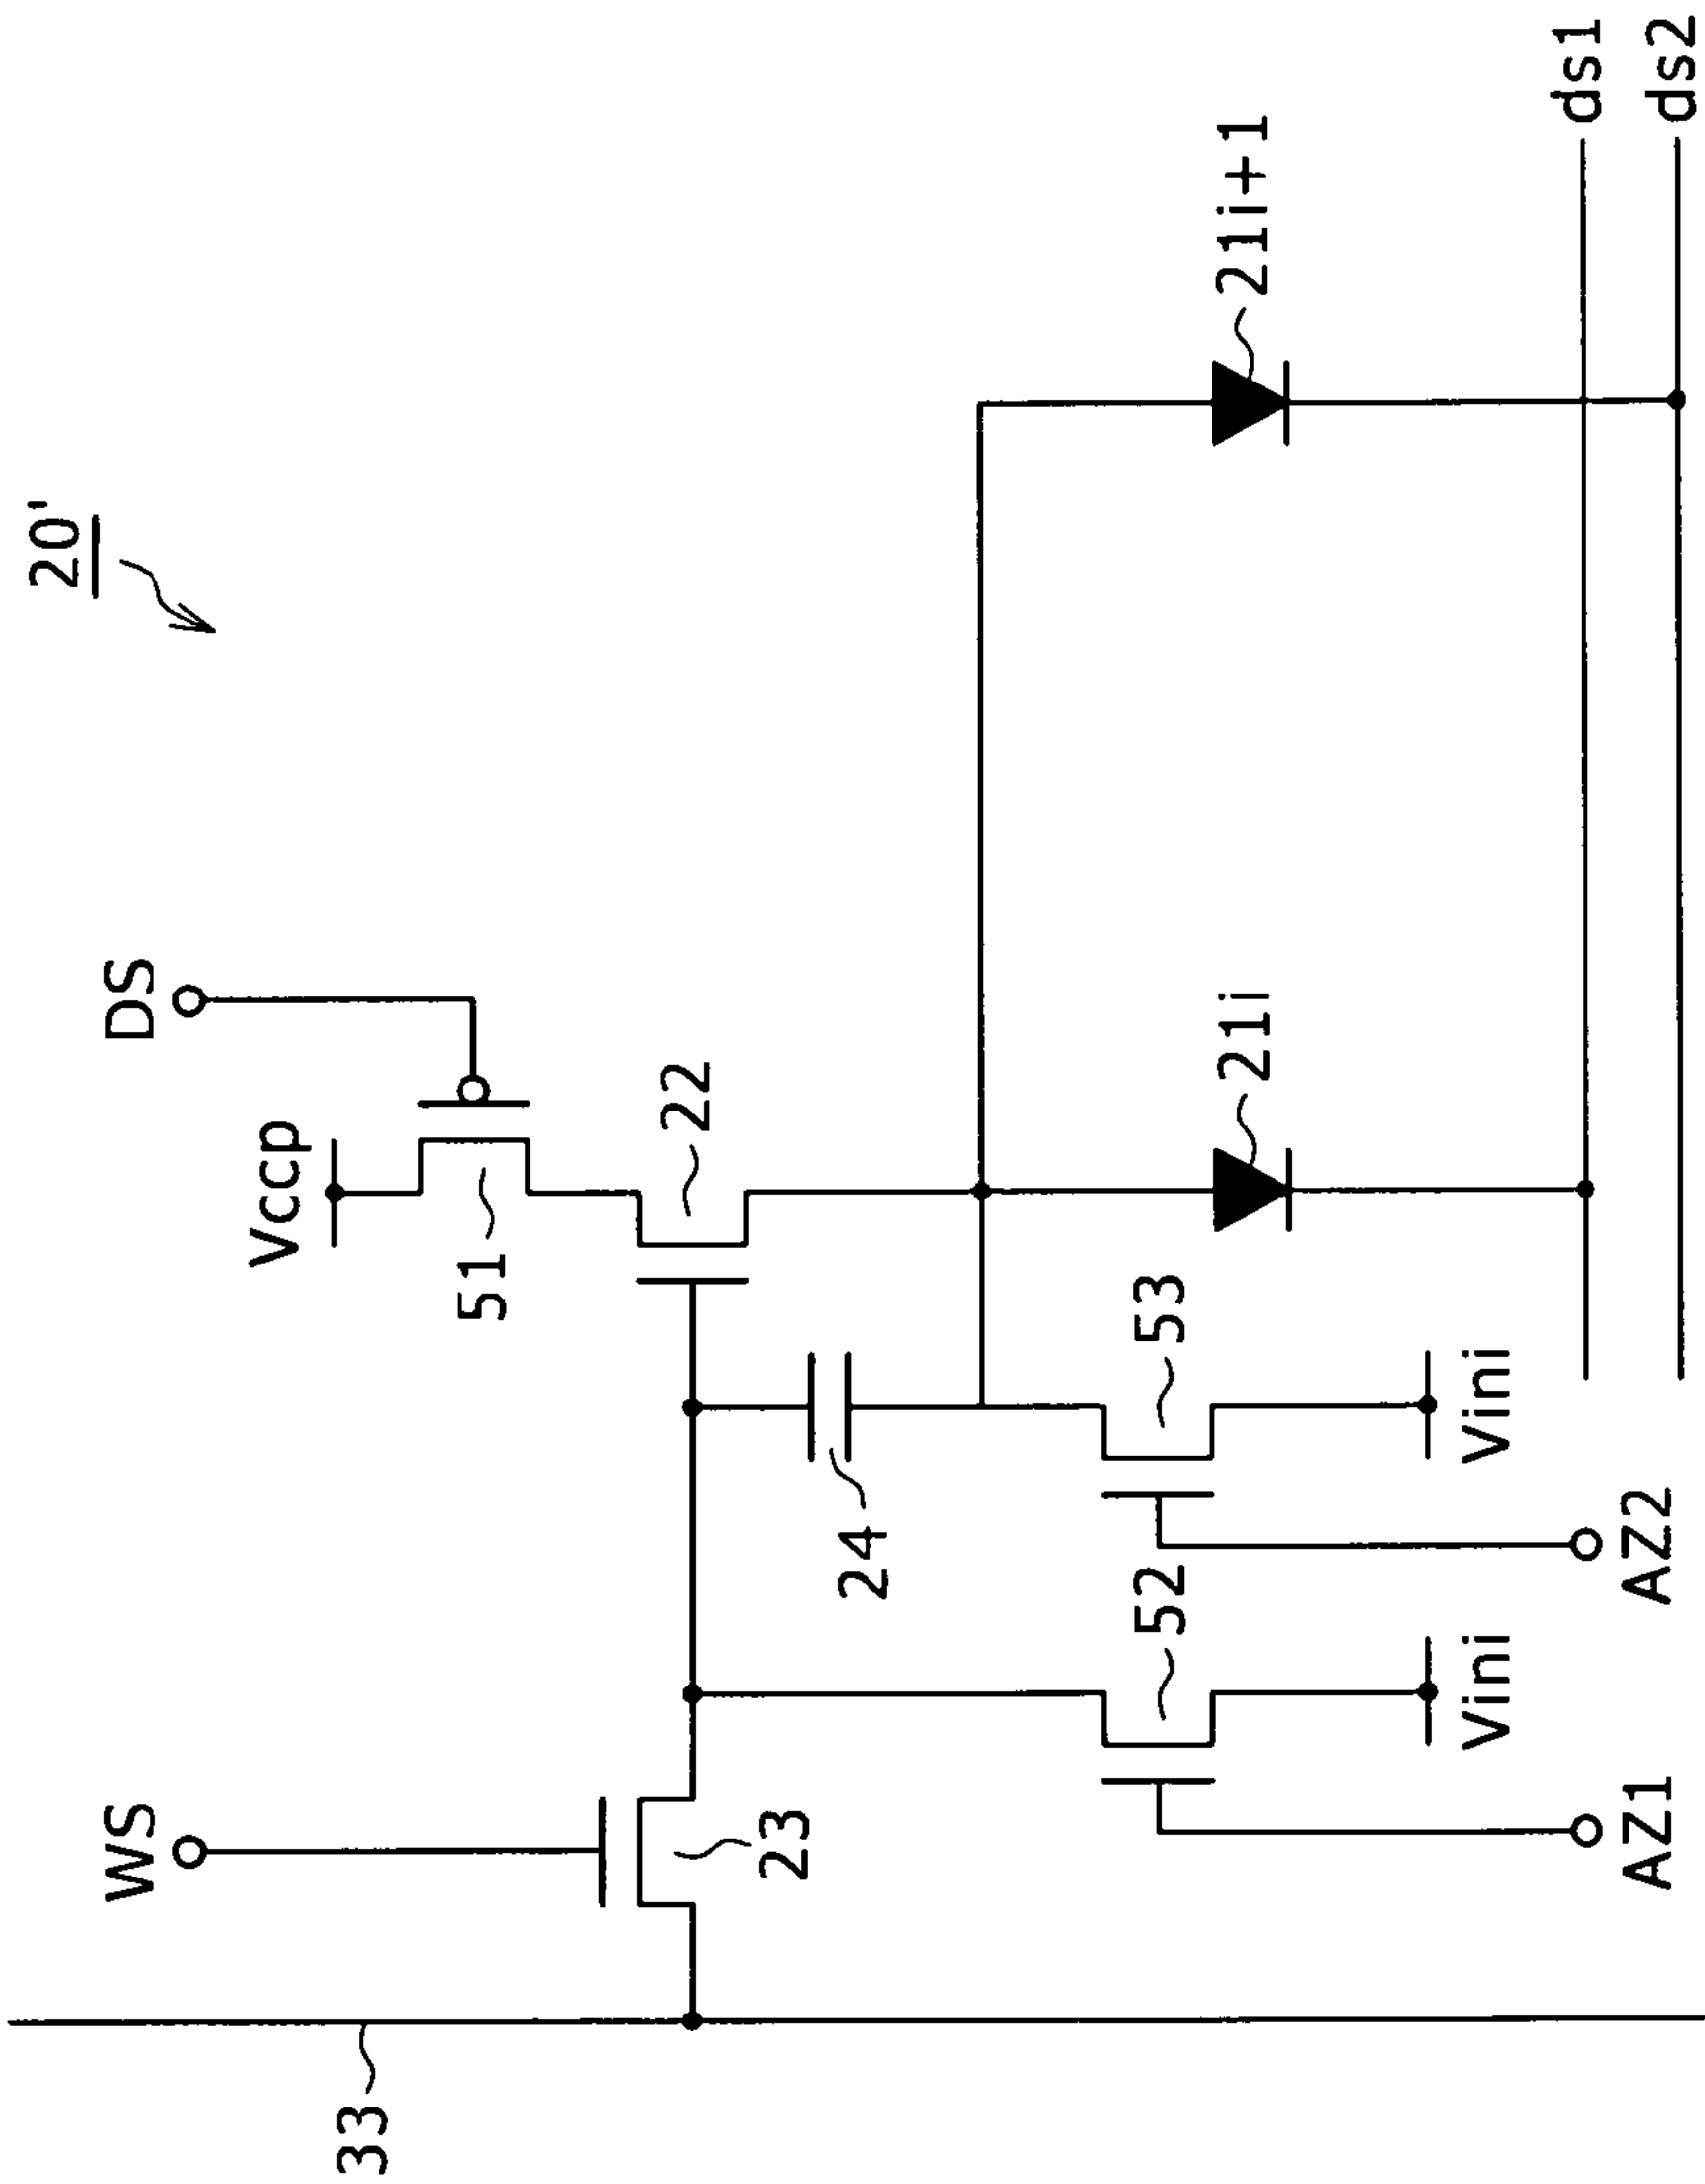 20'
WS
DS
Vccp
33
51
22
23
24
52
53
21i
21i+1
Vini
Vini
AZ1
AZ2
ds1
ds2